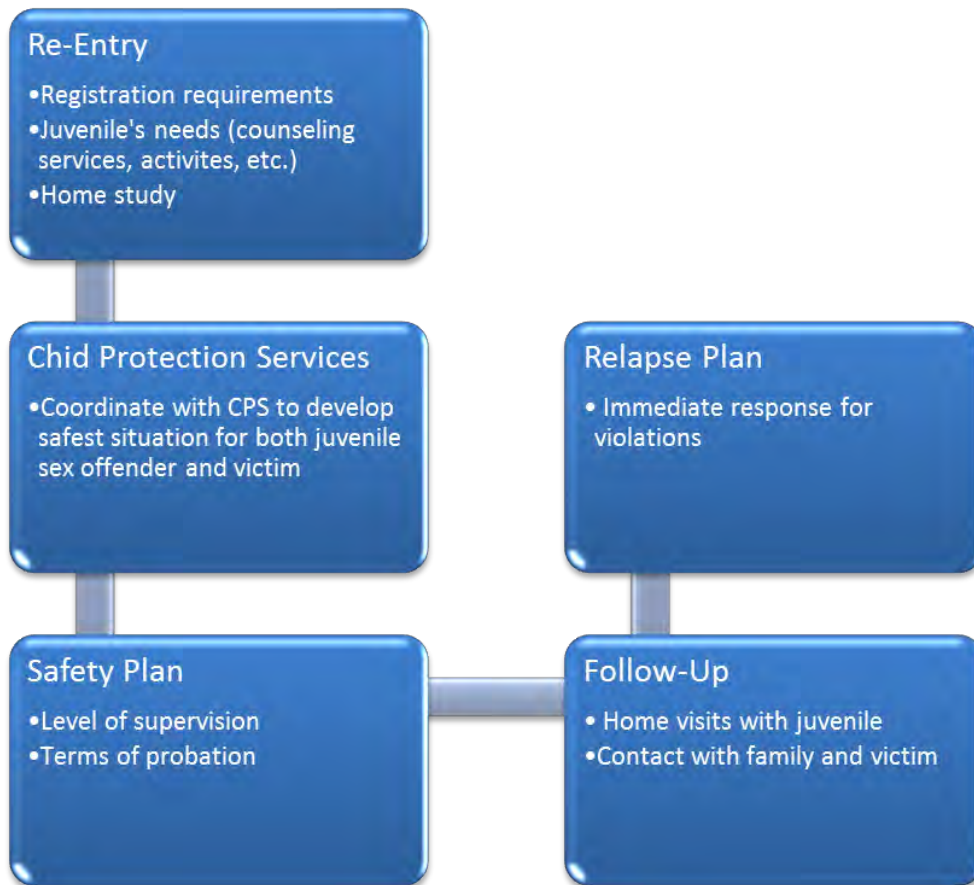 Re-Entry
•Registration requirements
•Juvenile's needs (counseling
services, activites, etc.)
•Home study
Chid Protection Services
•Coordinate with CPS to develop
safest situation for both juvenile
sex offender and victim
Safety Plan
•Level of supervision
•Terms of probation
Follow-Up
• Home visits with juvenile
•Contact with family and victim
Relapse Plan
• Immediate response for
violations